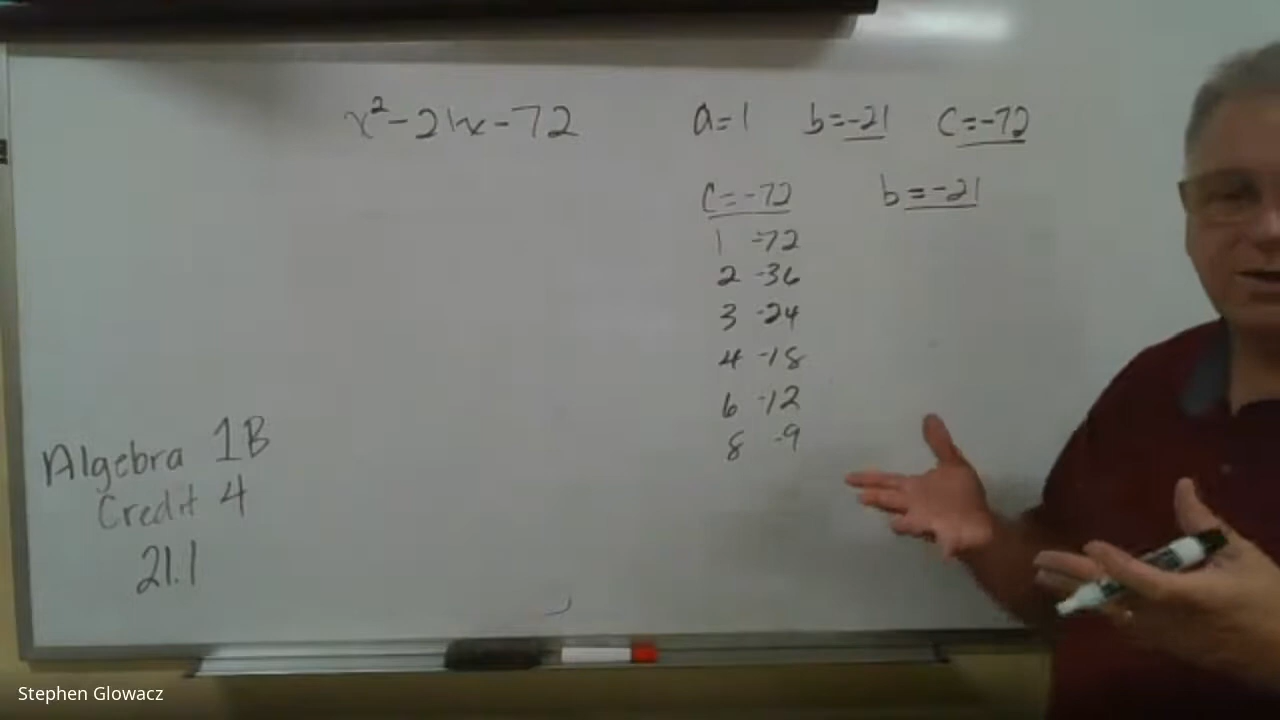 x²-21x-72
a=1 b=-21 c=-72
C=-72 b=-21
1 -72
2 -36
3 -24
4 -18
6 -12
8 -9
Algebra 1B
Credit 4
21.1
Stephen Glowacz